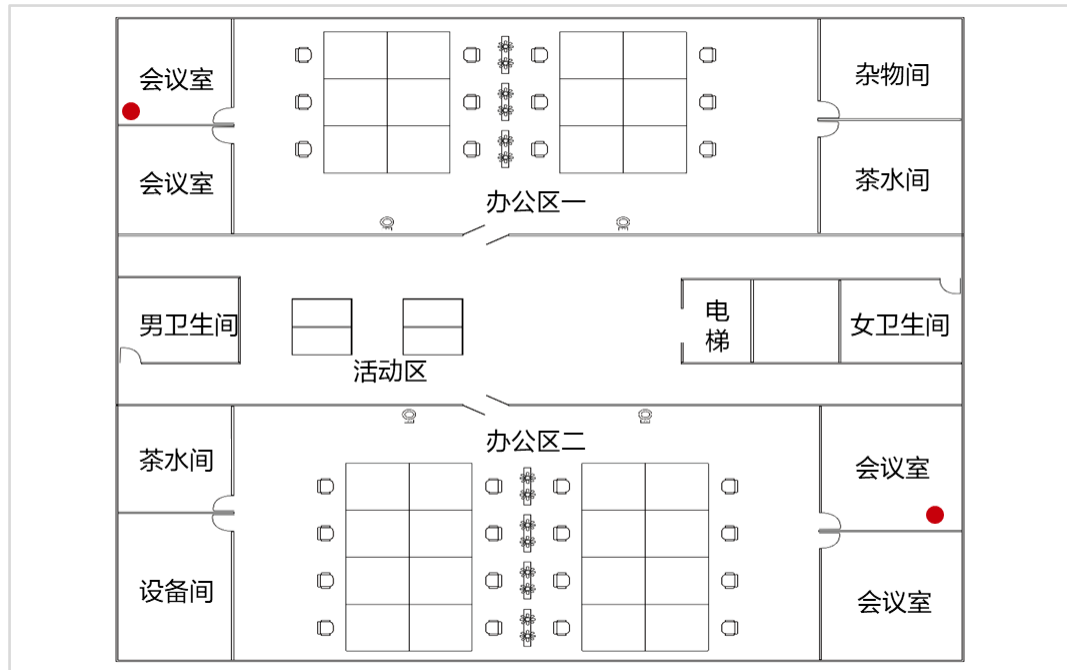 会议室
杂物间
会议室
茶水间
办公区一
男卫生间
电
梯
女卫生间
活动区
茶水间
办公区二
会议室
设备间
会议室